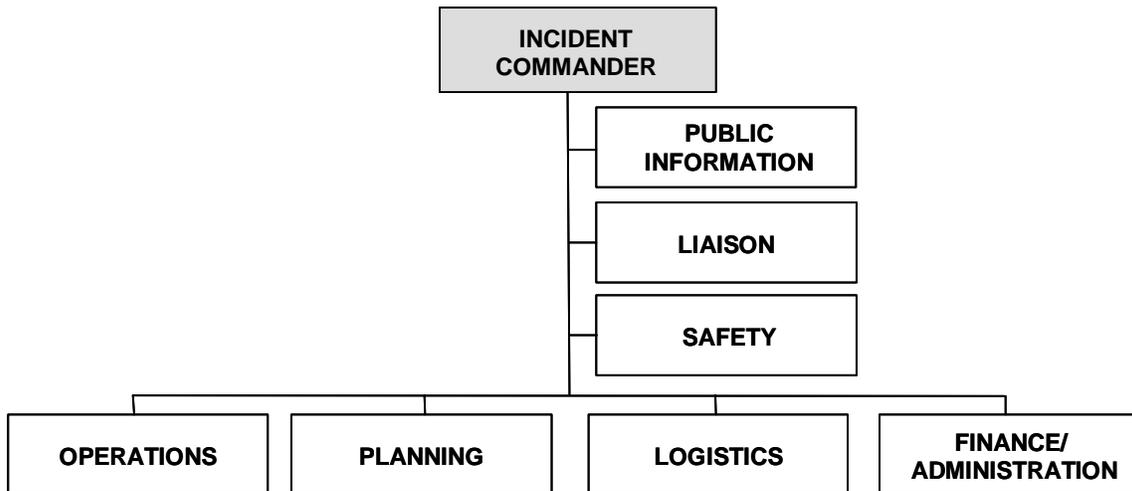 INCIDENT
COMMANDER
PUBLIC
INFORMATION
LIAISON
SAFETY
OPERATIONS
PLANNING
LOGISTICS
FINANCE/
ADMINISTRATION